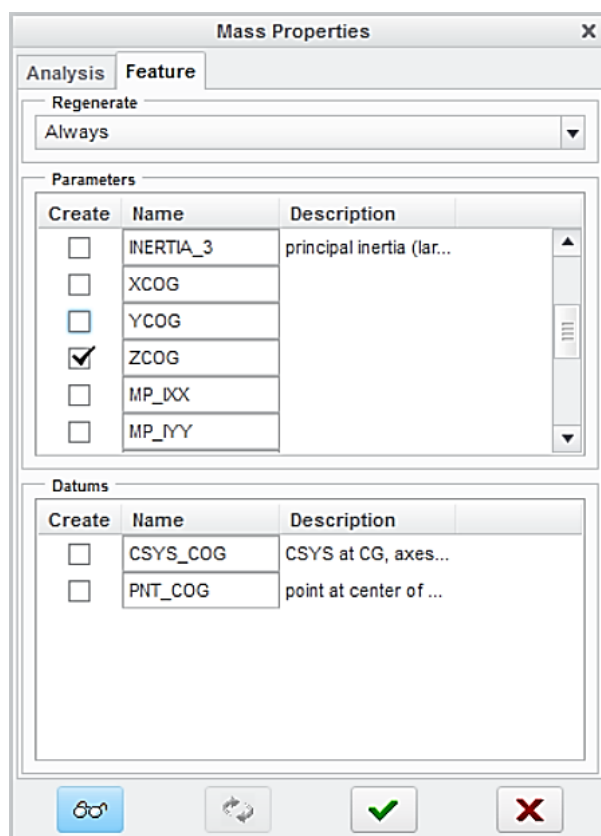 Mass Properties
Analysis Feature
Regenerate
Always
Parameters
Create Name Description
INERTIA_3 principal inertia (lar...
XCOG
YCOG
ZCOG
MP_IXX
MP_IYY
Datums
Create Name Description
CSYS_COG CSYS at CG, axes...
PNT_COG point at center of ...